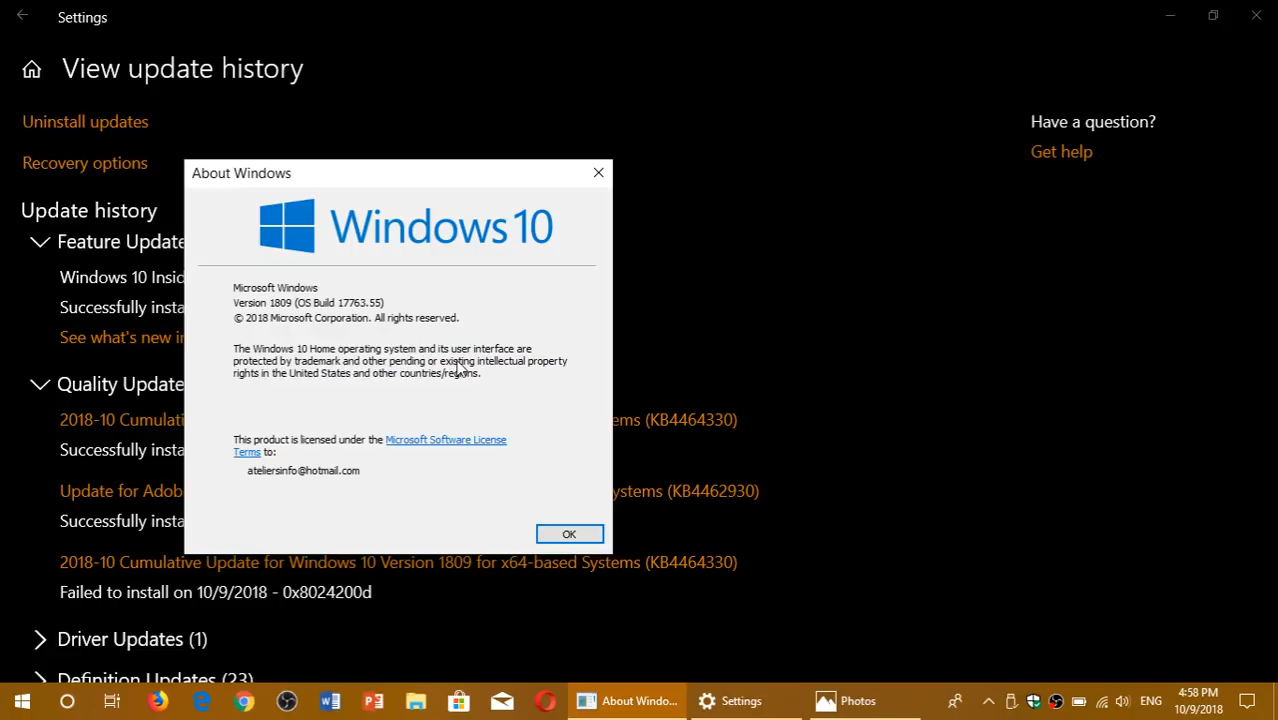 Settings
View update history
Uninstall updates
Recovery options
Have a question?
Get help
Update history
Feature Update
Windows 10 Insid
Successfully insta
See what's new in
Quality Update
2018-10 Cumulati
ems (KB4464330)
Successfully insta
Update for Adob
ystems (KB4462930)
Successfully insta
2018-10 Cumulative Update for Windows 10 Version 1809 for x64-based Systems (KB4464330)
Failed to install on 10/9/2018 - 0x8024200d
Driver Updates (1)
Definition Updates (23)
About Windows
Windows 10
Microsoft Windows
Version 1809 (OS Build 17763.55)
© 2018 Microsoft Corporation. All rights reserved.
The Windows 10 Home operating system and its user interface are
protected by trademark and other pending or existing intellectual property
rights in the United States and other countries/regions.
This product is licensed under the Microsoft Software License
Terms to:
ateliersinfo@hotmail.com
OK
About Windo...
Settings
Photos
ENG
4:58 PM
10/9/2018